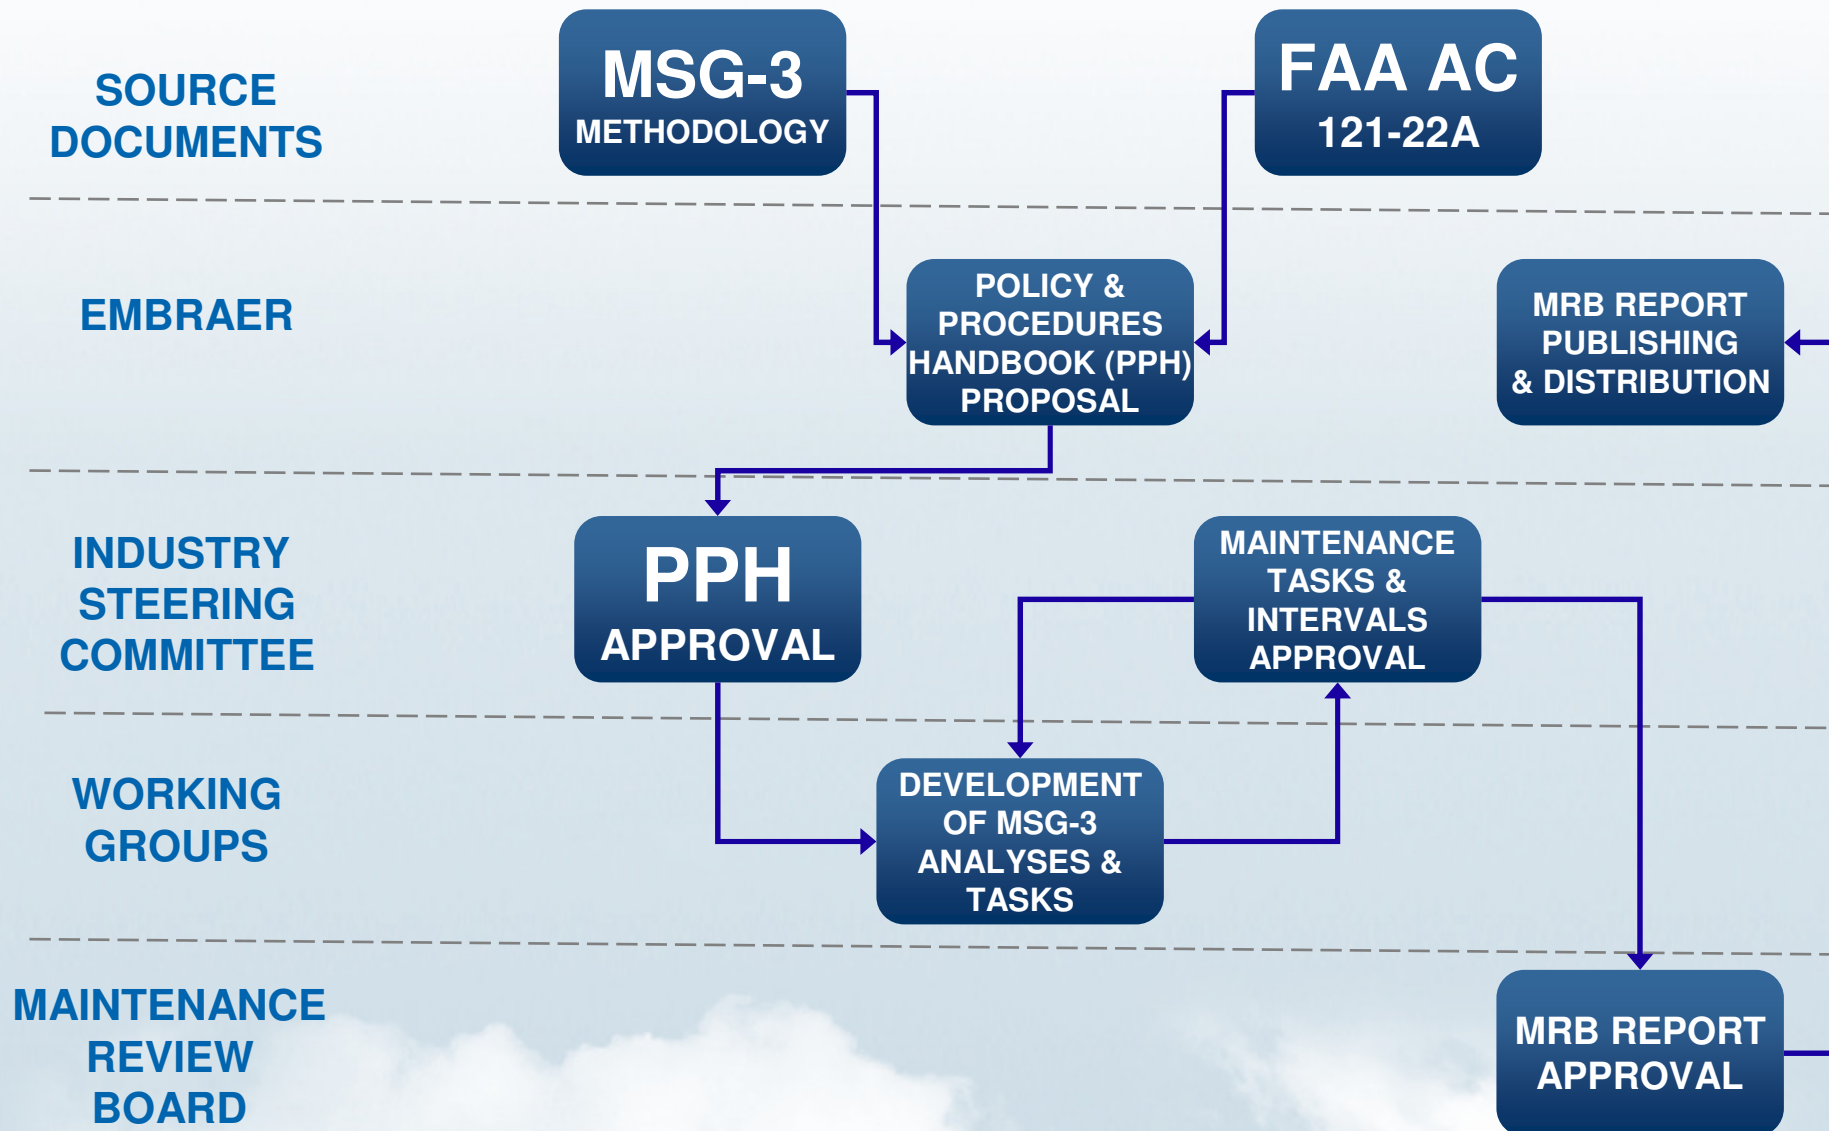 SOURCE
DOCUMENTS
MSG-3
METHODOLOGY
FAA AC
121-22A
EMBRAER
POLICY &
PROCEDURES
HANDBOOK (PPH)
PROPOSAL
MRB REPORT
PUBLISHING
& DISTRIBUTION
INDUSTRY
STEERING
COMMITTEE
PPH
APPROVAL
MAINTENANCE
TASKS &
INTERVALS
APPROVAL
WORKING
GROUPS
DEVELOPMENT
OF MSG-3
ANALYSES &
TASKS
MAINTENANCE
REVIEW
BOARD
MRB REPORT
APPROVAL